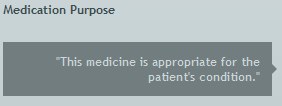 Medication Purpose
"This medicine is appropriate for the
patient's condition."